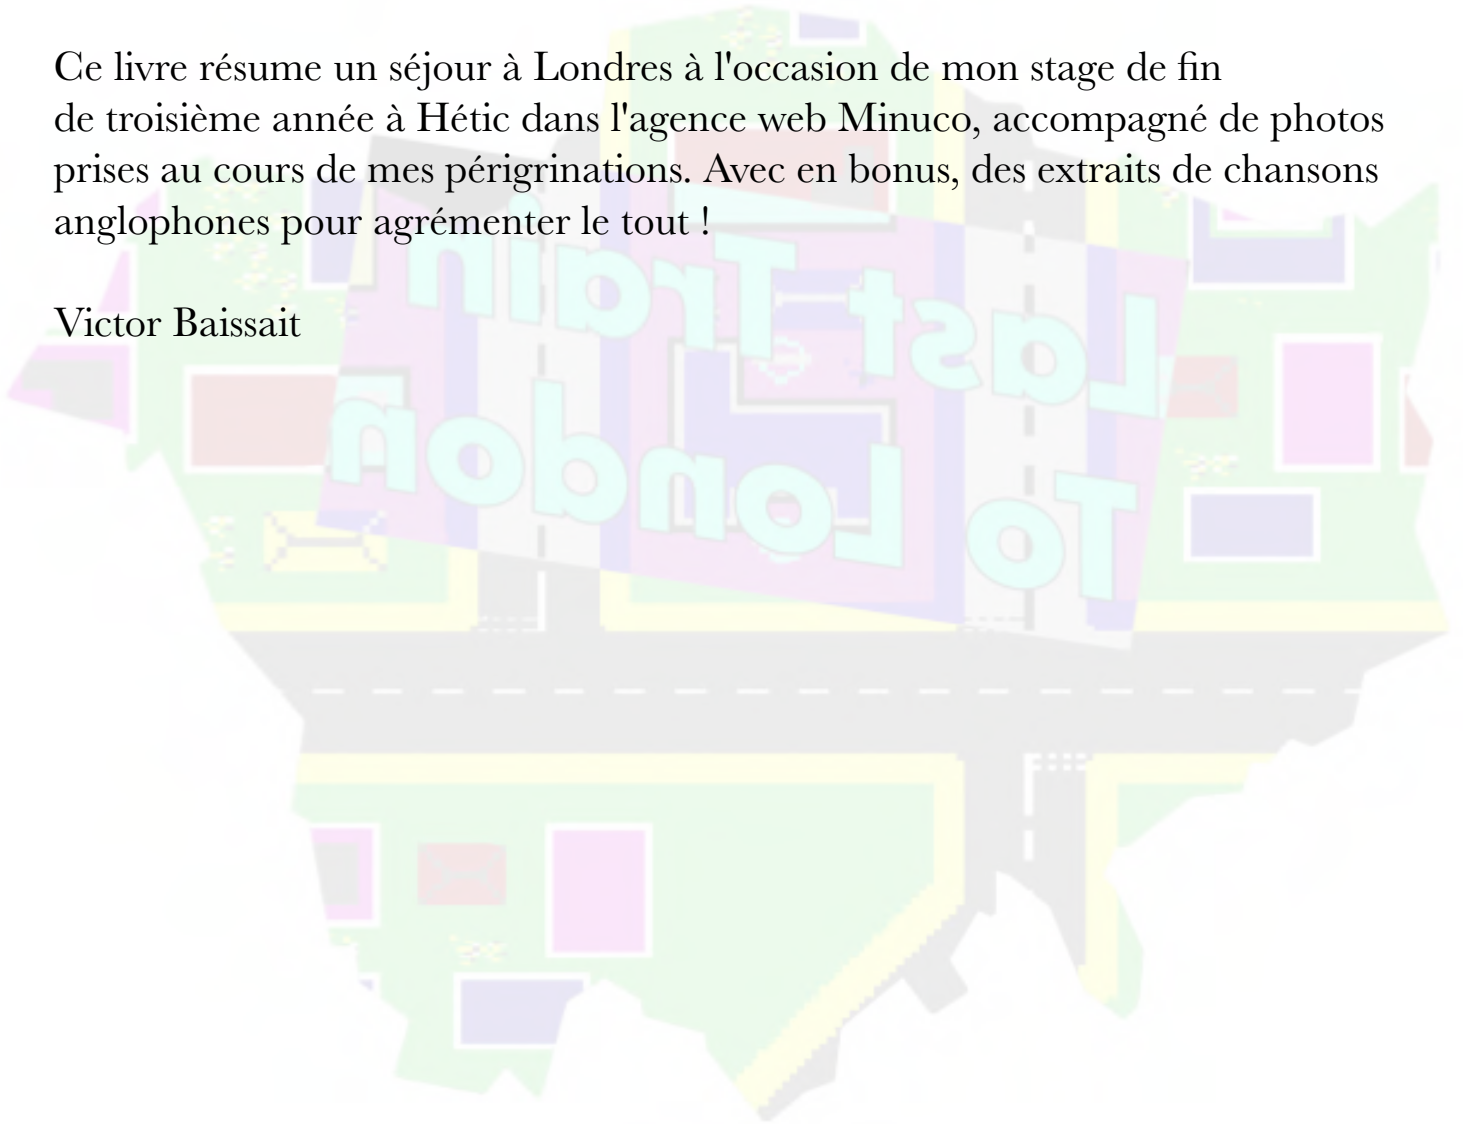 Ce livre résume un séjour à Londres à l'occasion de mon stage de fin
de troisième année à Hétic dans l'agence web Minuco, accompagné de photos
prises au cours de mes périgrinations. Avec en bonus, des extraits de chansons
anglophones pour agrémenter le tout !
Victor Baissait
Last Train
To London